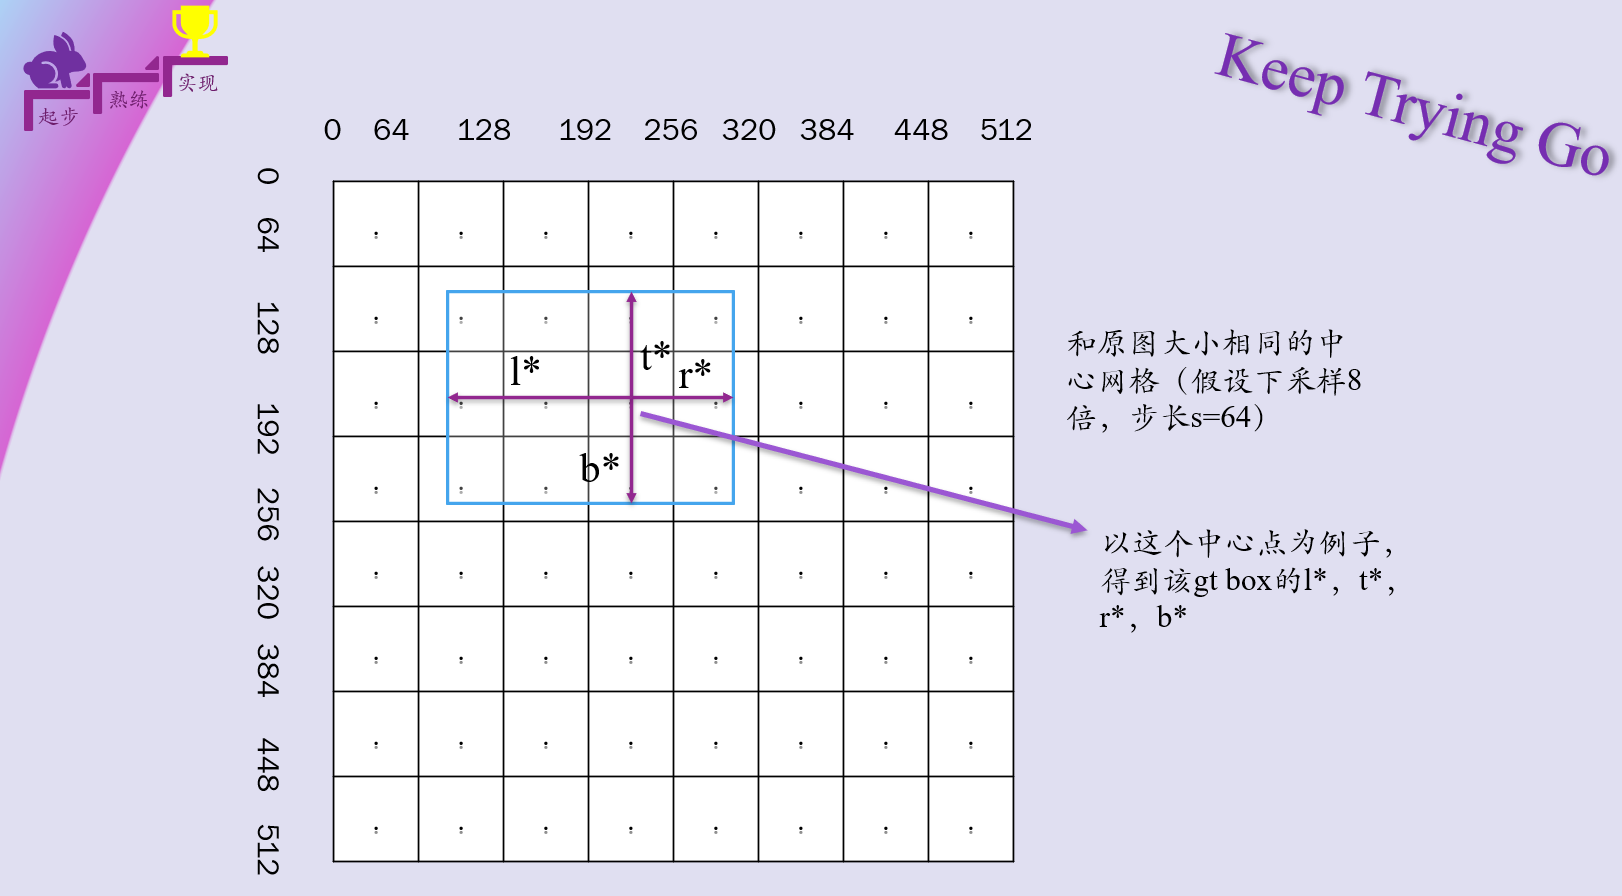 起步
熟练
实现
Keep Trying Go
0 64 128 192 256 320 384 448 512
0
64
128
192
256
320
384
448
512
l*
t*
r*
b*
和原图大小相同的中
心网格（假设下采样8
倍，步长s=64）
以这个中心点为例子，
得到该gt box的l*，t*，
r*，b*